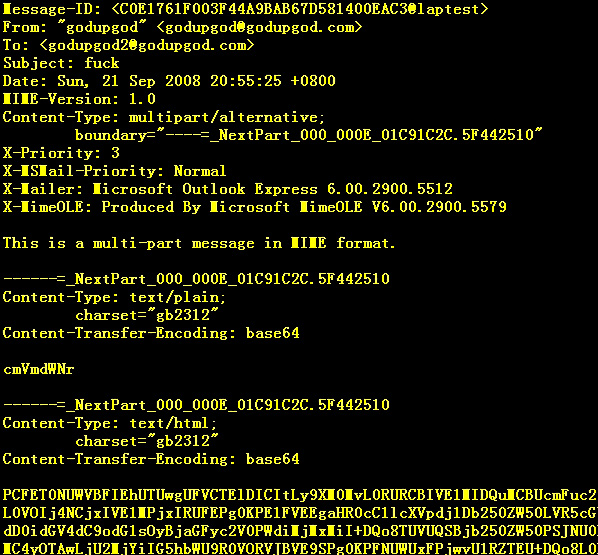 Message-ID: <C0E1761F003F44A9BAB67D581400EAC3@laptest>
From: "godupgod" <godupgod@godupgod.com>
To: <godupgod2@godupgod.com>
Subject: fuck
Date: Sun, 21 Sep 2008 20:55:25 +0800
MIME-Version: 1.0
Content-Type: multipart/alternative;
boundary="----=_NextPart_000_000E_01C91C2C.5F442510"
X-Priority: 3
X-MSMail-Priority: Normal
X-Mailer: Microsoft Outlook Express 6.00.2900.5512
X-MimeOLE: Produced By Microsoft MimeOLE V6.00.2900.5579
This is a multi-part message in MIME format.
------=_NextPart_000_000E_01C91C2C.5F442510
Content-Type: text/plain;
charset="gb2312"
Content-Transfer-Encoding: base64
cmVmdWNr
------=_NextPart_000_000E_01C91C2C.5F442510
Content-Type: text/html;
charset="gb2312"
Content-Transfer-Encoding: base64
PCFET0NUWVBFIEhUTUwgUFVCTElDICItLy9XM0MvL0RURCBIVE1MIDQuMCBUcmFuc2
L0VOIj4NCjxIVE1MPjxIRUFEPg0KPE1FVEEgaHR0cC1lcXVpdj1Db250ZW50LVR5cG
dD0idGV4dC9odG1sOyBjaGFyc2V0PWdiMjMxMiI+DQo8TUVUQSBjb250ZW50PSJNU0
MC4yOTAwLjU2MjYiIG5hbWU9R0VORVJBVE9SPg0KPFNUWUxFPjwvU1RZTEU+DQo8L0